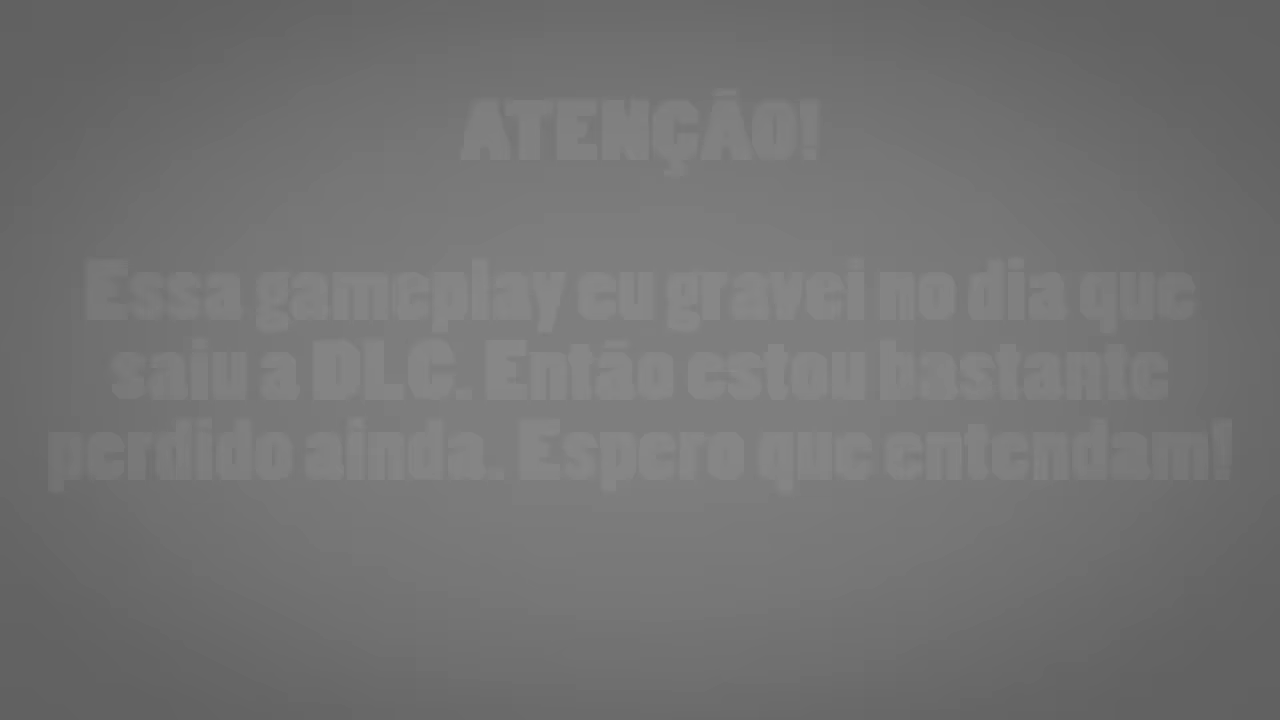 ATENÇÃO!
Essa gameplay eu gravei no dia que
saiu a DLC. Então estou bastante
perdido ainda. Espero que entendam!